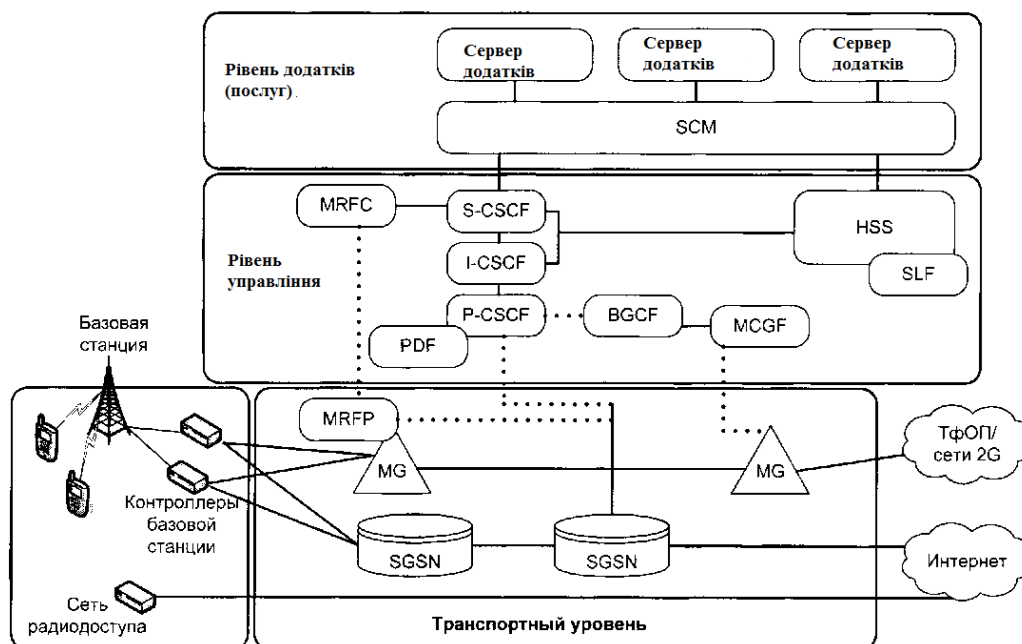 Сервер
додатків
Сервер
додатків
Сервер
додатків
Рівень додатків
(послуг)
SCM
MRFC
S-CSCF
HSS
I-CSCF
SLF
Рівень
управління
P-CSCF
BGCF
MCGF
PDF
Базовая
станция
MRFP
MG
MG
ТфОП/
сети 2G
Контроллеры
базовой
станции
SGSN
SGSN
Интернет
Сеть
радиодоступа
Транспортный уровень